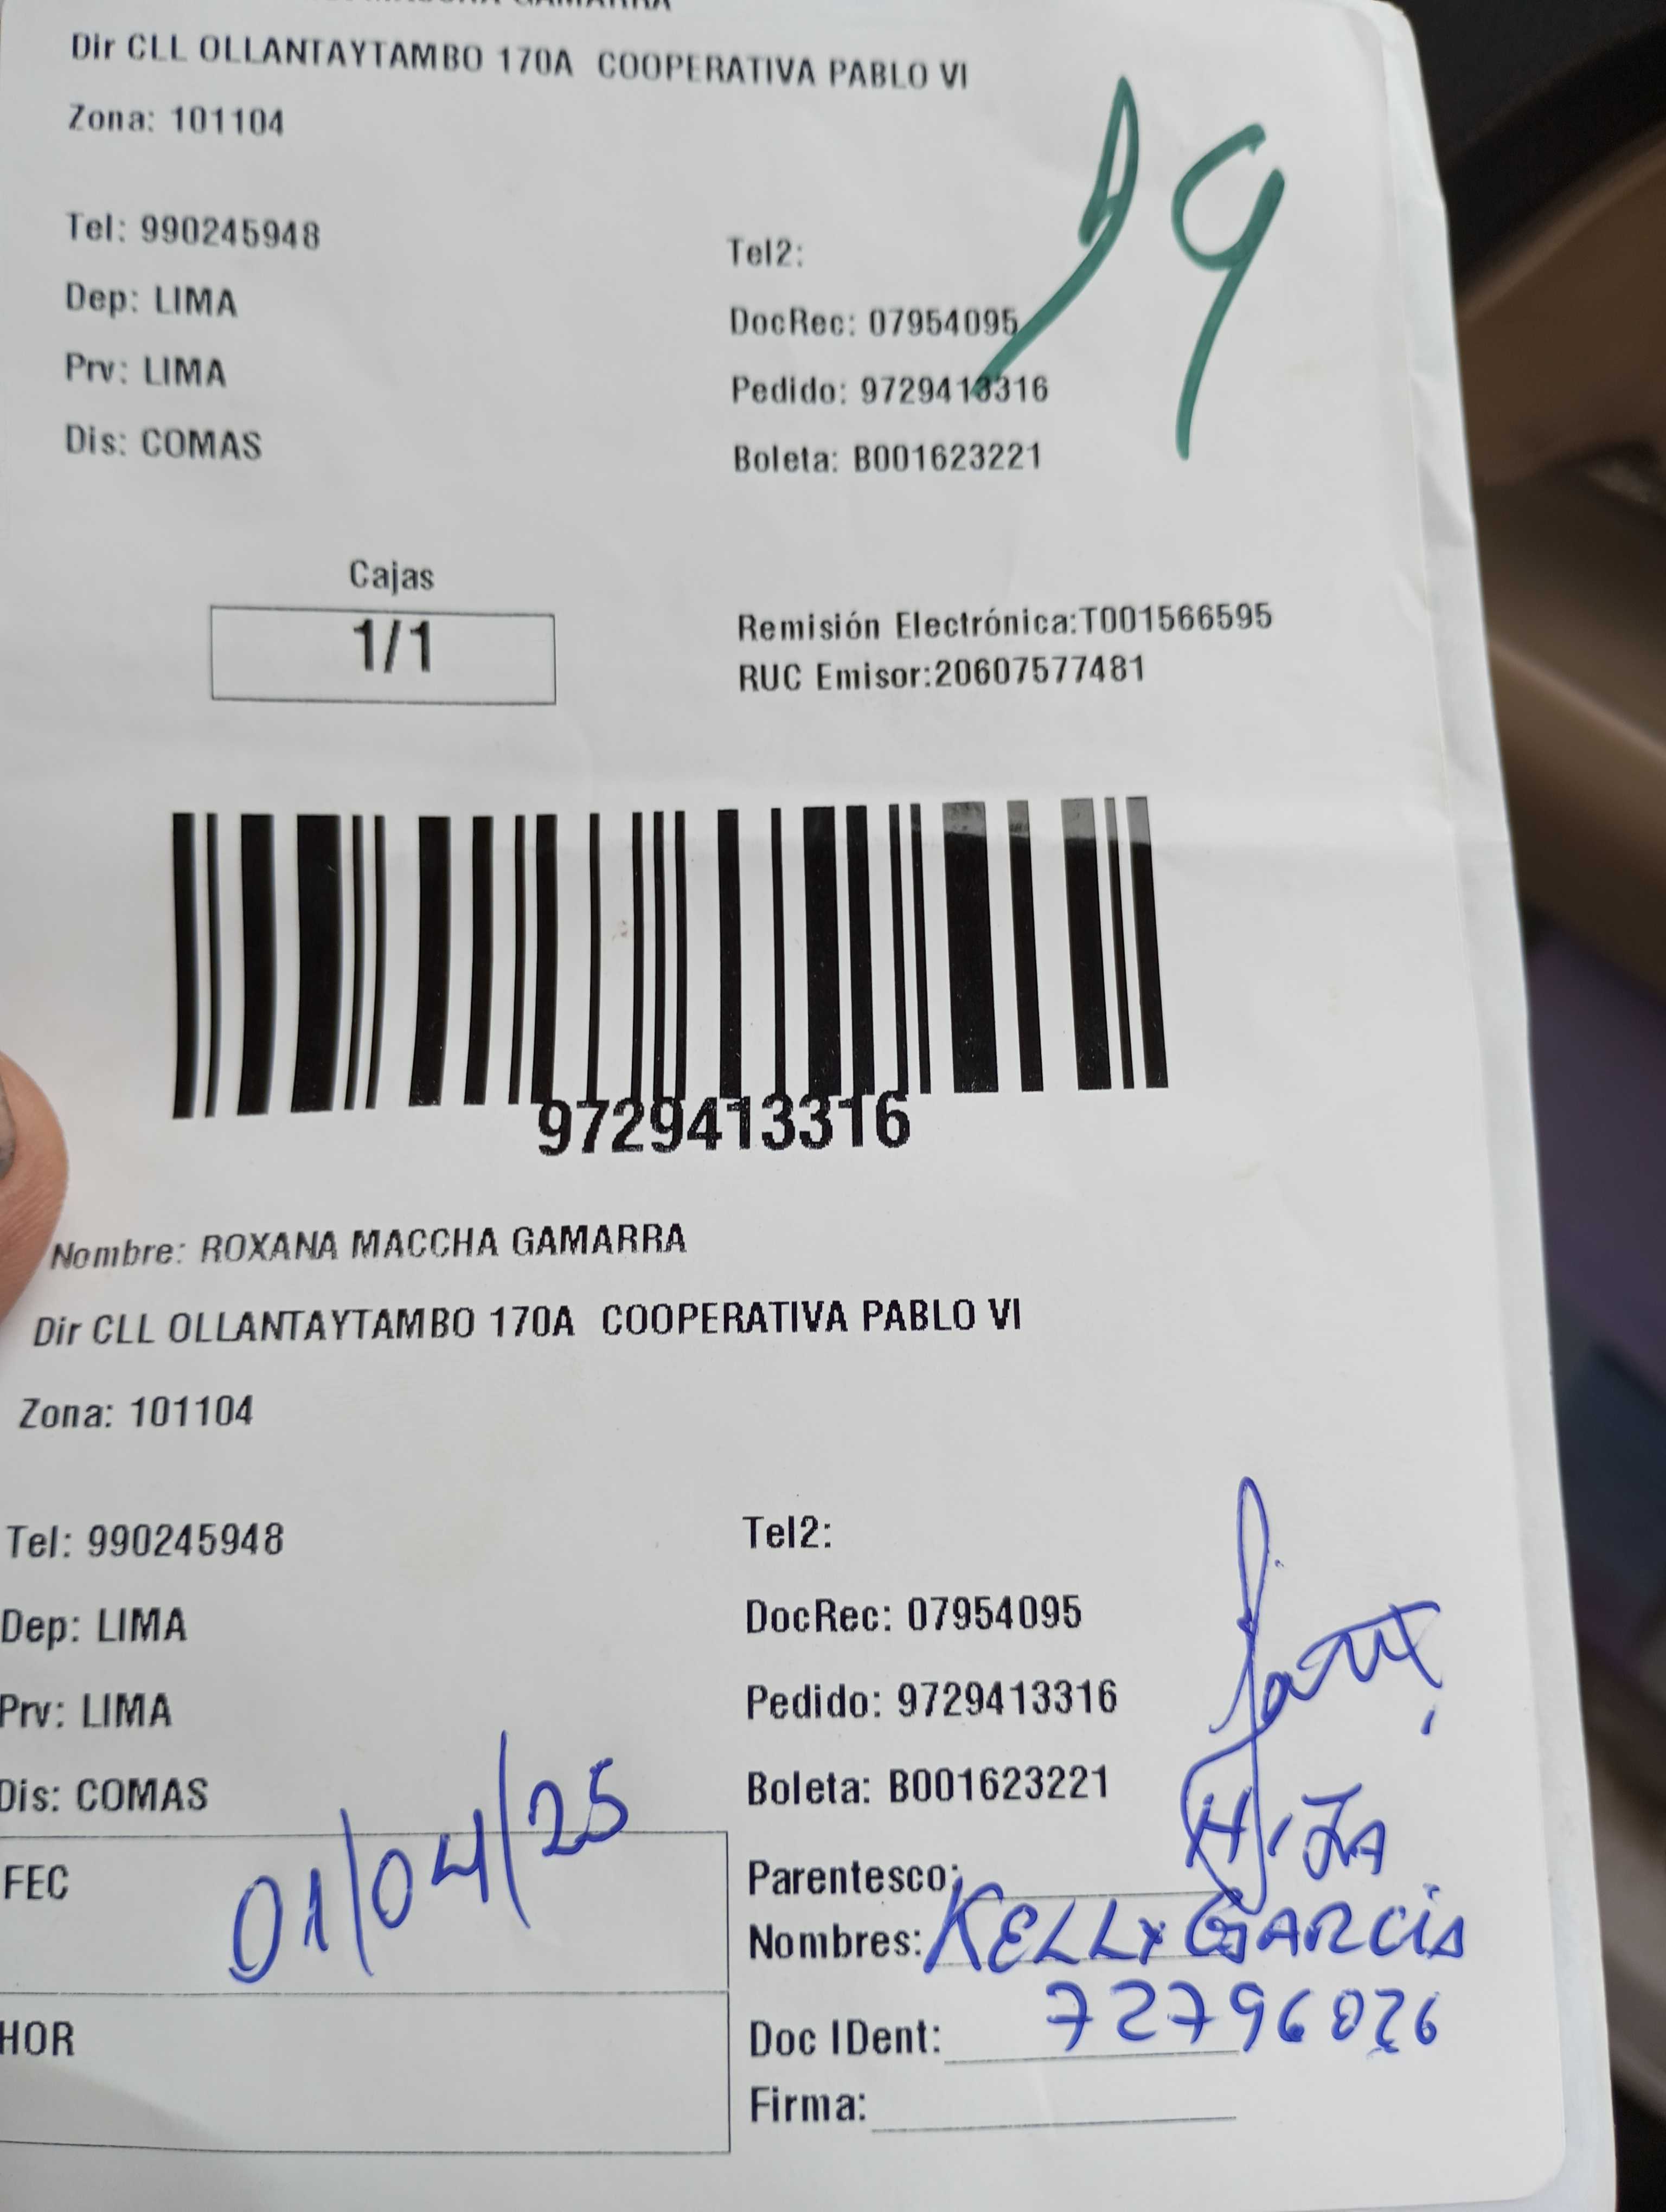 Dir CLL OLLANTAYTAMBO 170A COOPERATIVA PABLO VI
Zona: 101104
19
Tel: 990245948
Tel2:
Dep: LIMA
DocRec: 07954095
Prv: LIMA
Pedido: 9729413316
Dis: COMAS
Boleta: B001623221
Cajas
1/1
Remisión Electrónica:T001566595
RUC Emisor:20607577481
9729413316
Nombre: ROXANA MACCHA GAMARRA
Dir CLL OLLANTAYTAMBO 170A COOPERATIVA PABLO VI
Zona: 101104
Tel: 990245948
Tel2:
Dep: LIMA
DocRec: 07954095
Prv: LIMA
Pedido: 9729413316
Dis: COMAS
Boleta: B001623221
FEC 01/04/25
Parentesco: HIJA
Nombres: KELLY GARCIA
HOR
Doc IDent: 72796026
Firma: